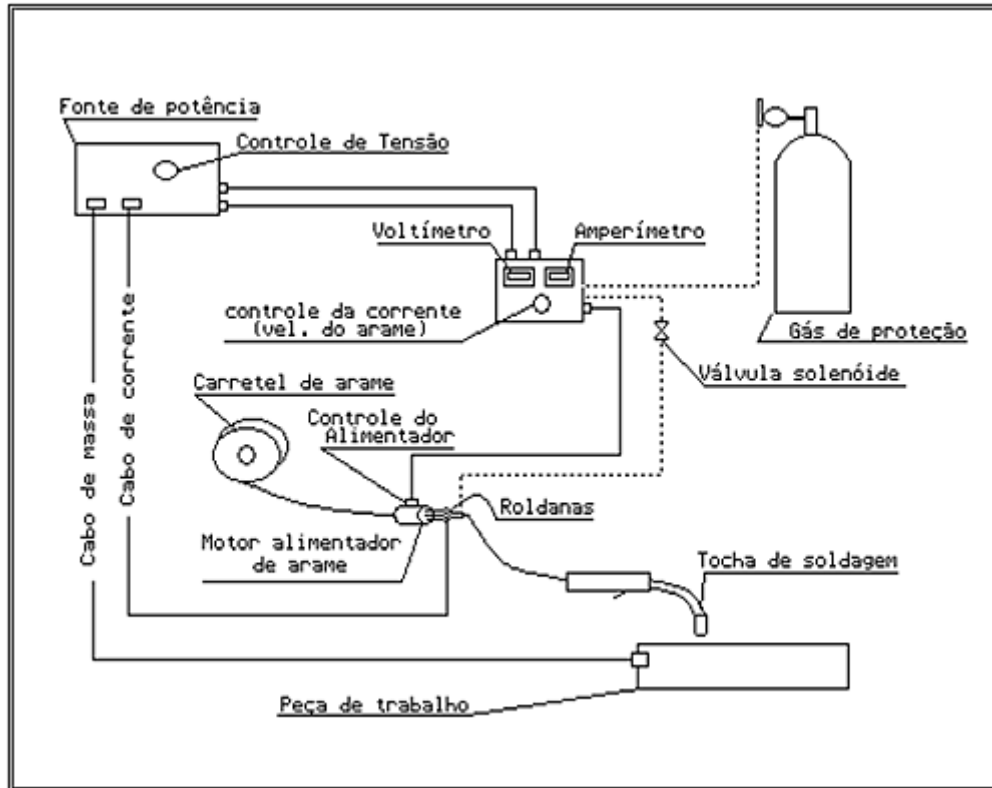 Fonte de potência
Controle de Tensão
Voltímetro
Amperímetro
controle da corrente
(vel. do arame)
Gás de proteção
Válvula solenóide
Carretel de arame
Controle do
Alimentador
Cabo de massa
Cabo de corrente
Roldanas
Motor alimentador
de arame
Tocha de soldagem
Peça de trabalho